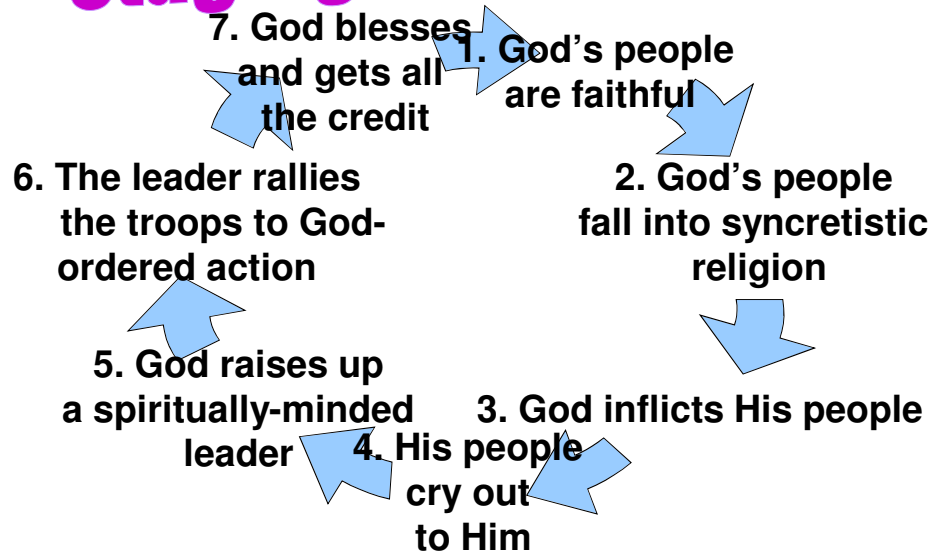 7. God blesses
and gets all
the credit
1. God's people
are faithful
2. God's people
fall into syncretistic
religion
3. God inflicts His people
4. His people
cry out
to Him
5. God raises up
a spiritually-minded
leader
6. The leader rallies
the troops to God-
ordered action